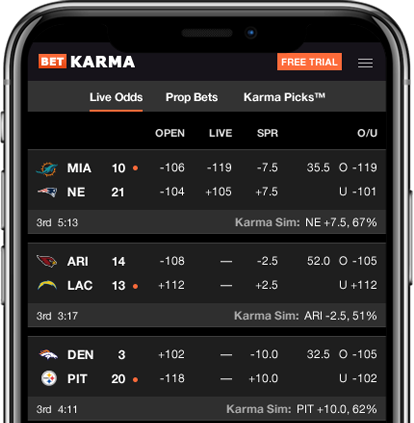 BET KARMA FREE TRIAL
Live Odds Prop Bets Karma Picks™
OPEN LIVE SPR O/U
MIA 10 -106 -119 -7.5 35.5 O -119
NE 21 -104 +105 +7.5 U -101
3rd 5:13 Karma Sim: NE +7.5, 67%
ARI 14 -108 — -2.5 52.0 O -105
LAC 13 +112 — +2.5 U +112
3rd 3:17 Karma Sim: ARI -2.5, 51%
DEN 3 +102 — -10.0 32.5 O -105
PIT 20 -118 — +10.0 U -102
3rd 4:11 Karma Sim: PIT +10.0, 62%